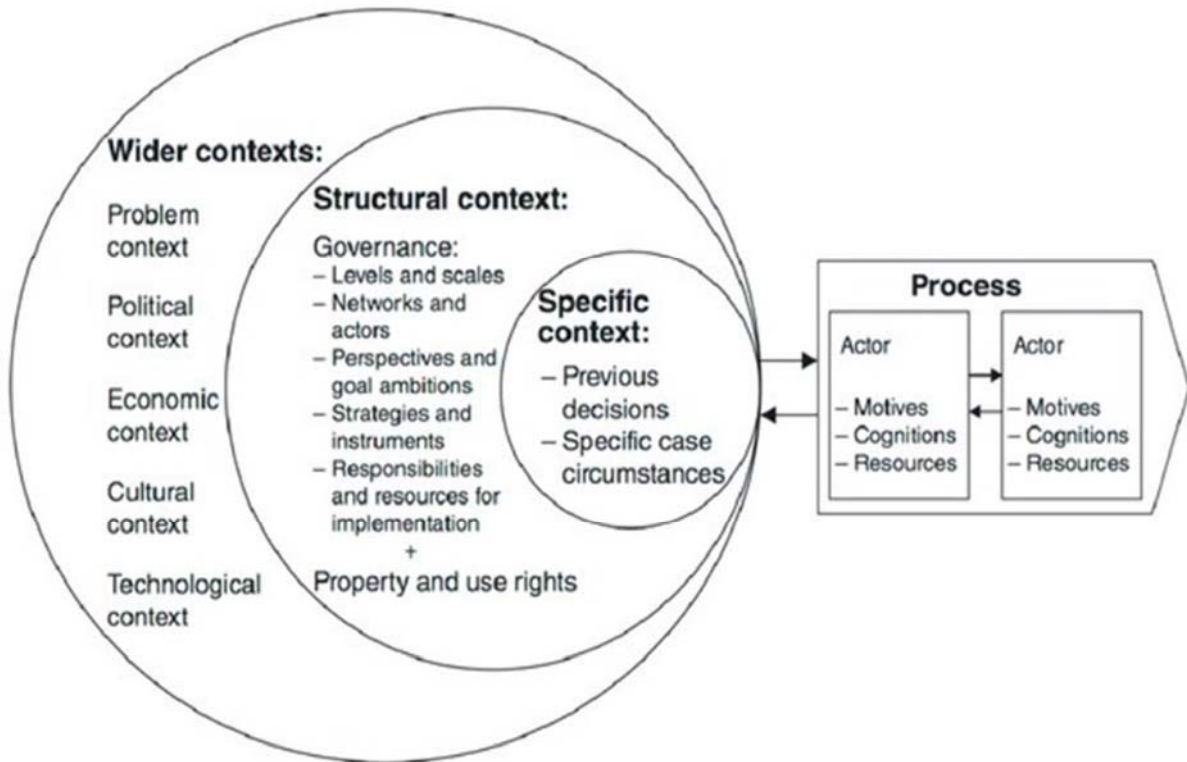 Wider contexts:
Problem
context
Political
context
Economic
context
Cultural
context
Technological
context
Structural context:
Governance:
– Levels and scales
– Networks and
actors
– Perspectives and
goal ambitions
– Strategies and
instruments
– Responsibilities
and resources for
implementation
+
Property and use rights
Specific
context:
– Previous
decisions
– Specific case
circumstances
Process
Actor
– Motives
– Cognitions
– Resources
Actor
– Motives
– Cognitions
– Resources